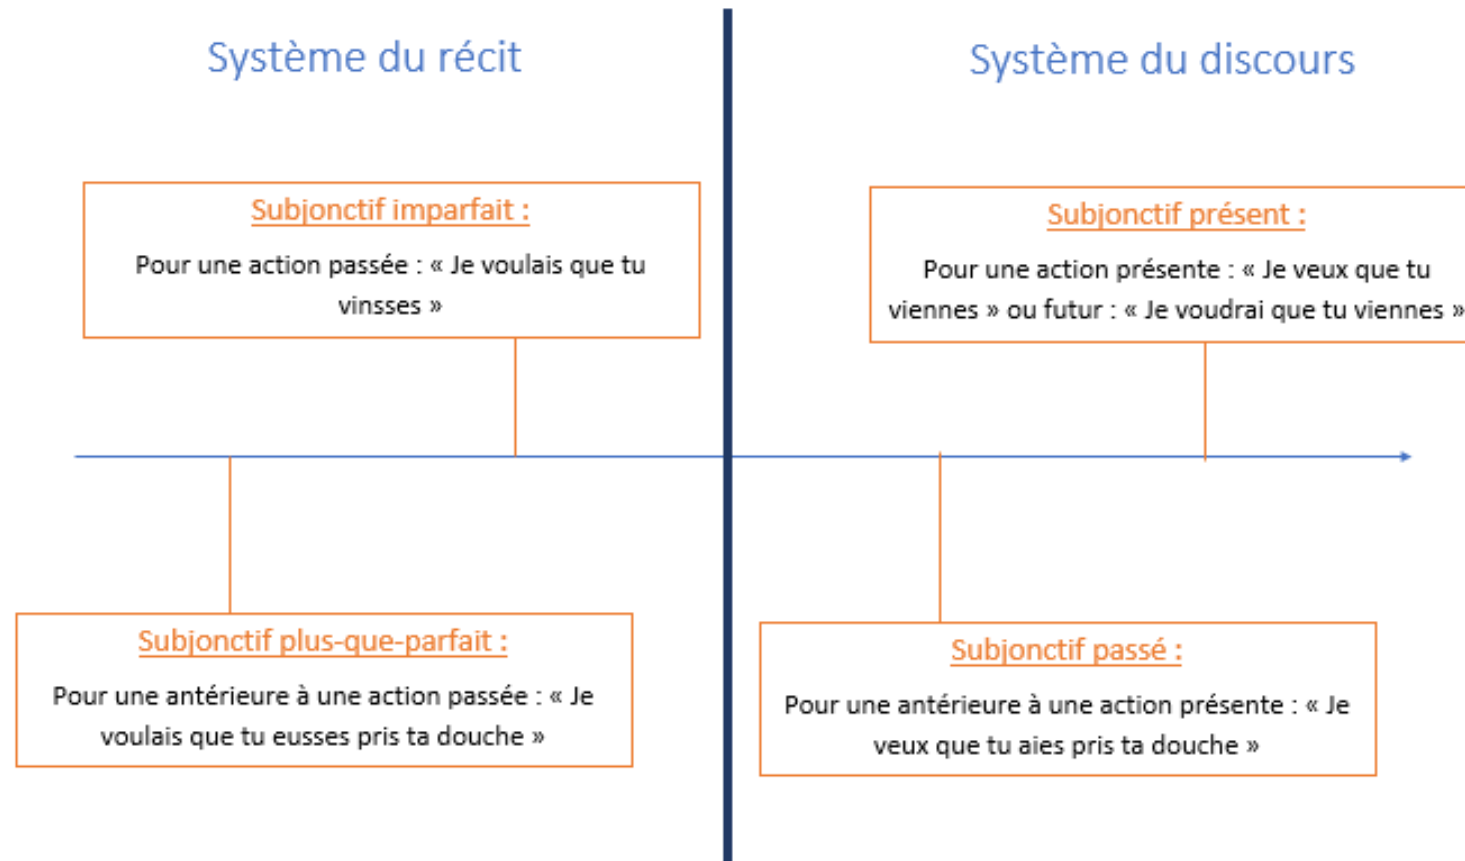 Système du récit
Système du discours
Subjonctif imparfait :
Pour une action passée : « Je voulais que tu
vinsses »
Subjonctif présent :
Pour une action présente : « Je veux que tu
viennes » ou futur : « Je voudrai que tu viennes »
Subjonctif plus-que-parfait :
Pour une antérieure à une action passée : « Je
voulais que tu eusses pris ta douche »
Subjonctif passé :
Pour une antérieure à une action présente : « Je
veux que tu aies pris ta douche »